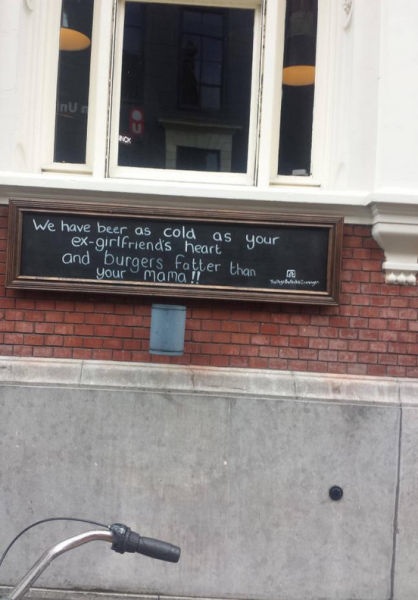 We have beer as cold as your
ex-girlfriend's heart
and burgers fatter than
your mama!!